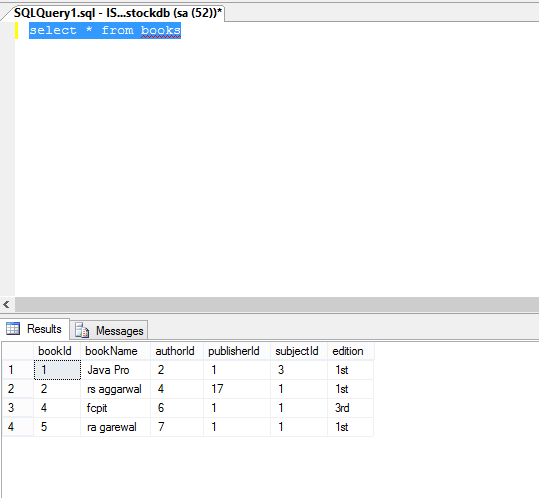 SQLQuery1.sql - IS...stockdb (sa (52))*
select * from books
Results Messages
bookId bookName authorId publisherId subjectId edition
1 1 Java Pro 2 1 3 1st
2 2 rs aggarwal 4 17 1 1st
3 4 fcpit 6 1 1 3rd
4 5 ra garewal 7 1 1 1st